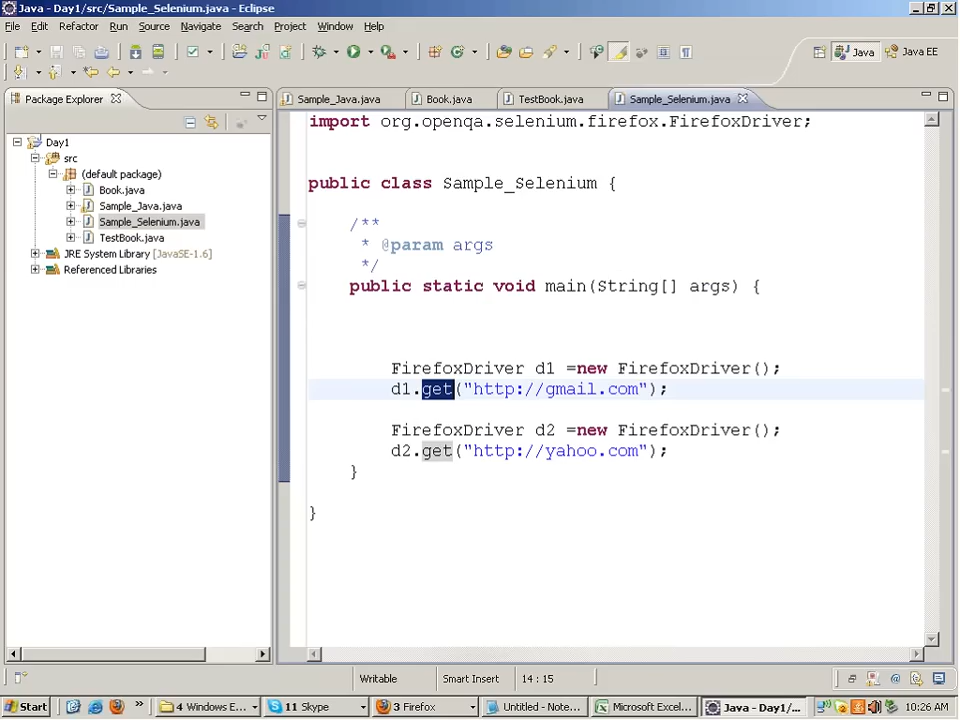 Java - Day1/src/Sample_Selenium.java - Eclipse
File Edit Refactor Run Source Navigate Search Project Window Help
Java Java EE
Package Explorer
Sample_Java.java Book.java TestBook.java Sample_Selenium.java
Day1
src
(default package)
Book.java
Sample_Java.java
Sample_Selenium.java
TestBook.java
JRE System Library [JavaSE-1.6]
Referenced Libraries
import org.openqa.selenium.firefox.FirefoxDriver;
public class Sample_Selenium {
/**
* @param args
*/
public static void main(String[] args) {
FirefoxDriver d1 =new FirefoxDriver();
d1.get("http://gmail.com");
FirefoxDriver d2 =new FirefoxDriver();
d2.get("http://yahoo.com");
}
}
Writable Smart Insert 14 : 15
Start 4 Windows E... 11 Skype 3 Firefox Untitled - Note... Microsoft Excel... Java - Day1/... 10:26 AM